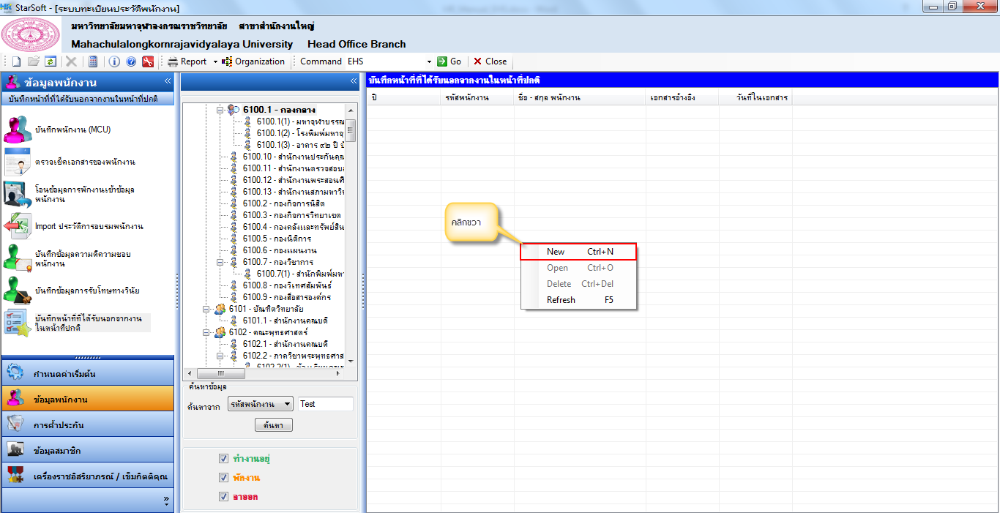 StarSoft - [ระบบทะเบียนประวัติพนักงาน]
มหาวิทยาลัยมหาจุฬาลงกรณราชวิทยาลัย สาขาสำนักงานใหญ่
Mahachulalongkornrajavidyalaya University Head Office Branch
Report Organization Command EHS Go Close
ข้อมูลพนักงาน
บันทึกหน้าที่ที่ได้รับนอกจากงานในหน้าที่ปกติ
บันทึกพนักงาน (MCU)
ตรวจเช็คเอกสารของพนักงาน
โอนข้อมูลการพักงานเข้าข้อมูล
พนักงาน
Import ประวัติการอบรมพนักงาน
บันทึกข้อมูลความดีความชอบ
พนักงาน
บันทึกข้อมูลการรับโทษทางวินัย
บันทึกหน้าที่ที่ได้รับนอกจากงาน
ในหน้าที่ปกติ
กำหนดค่าเริ่มต้น
ข้อมูลพนักงาน
การค้ำประกัน
ข้อมูลสมาชิก
เครื่องราชอิสริยาภรณ์ / เข็มกิตติคุณ
6100.1 - กองกลาง
6100.1(1) - มหาจุฬาบรรณ
6100.1(2) - โรงพิมพ์มหาจุ
6100.1(3) - อาคาร ๙๒ ปี ปั
6100.10 - สำนักงานประกันคุณ
6100.11 - สำนักงานตรวจสอบ
6100.12 - สำนักงานพระสอนศี
6100.13 - สำนักงานสภามหาวิ
6100.2 - กองกิจการนิสิต
6100.3 - กองกิจการวิทยาเขต
6100.4 - กองคลังและทรัพย์สิน
6100.5 - กองนิติการ
6100.6 - กองแผนงาน
6100.7 - กองวิชาการ
6100.7(1) - สำนักพิมพ์มหา
6100.8 - กองวิเทศสัมพันธ์
6100.9 - กองสื่อสารองค์กร
6101 - บัณฑิตวิทยาลัย
6101.1 - สำนักงานคณบดี
6102 - คณะพุทธศาสตร์
6102.1 - สำนักงานคณบดี
6102.2 - ภาควิชาพระพุทธศาส
ค้นหาข้อมูล
ค้นหาจาก รหัสพนักงาน Test
ค้นหา
ทำงานอยู่
พักงาน
ลาออก
บันทึกหน้าที่ที่ได้รับนอกจากงานในหน้าที่ปกติ
ปี รหัสพนักงาน ชื่อ - สกุล พนักงาน เอกสารอ้างอิง วันที่ในเอกสาร
คลิกขวา
New Ctrl+N
Open Ctrl+O
Delete Ctrl+Del
Refresh F5